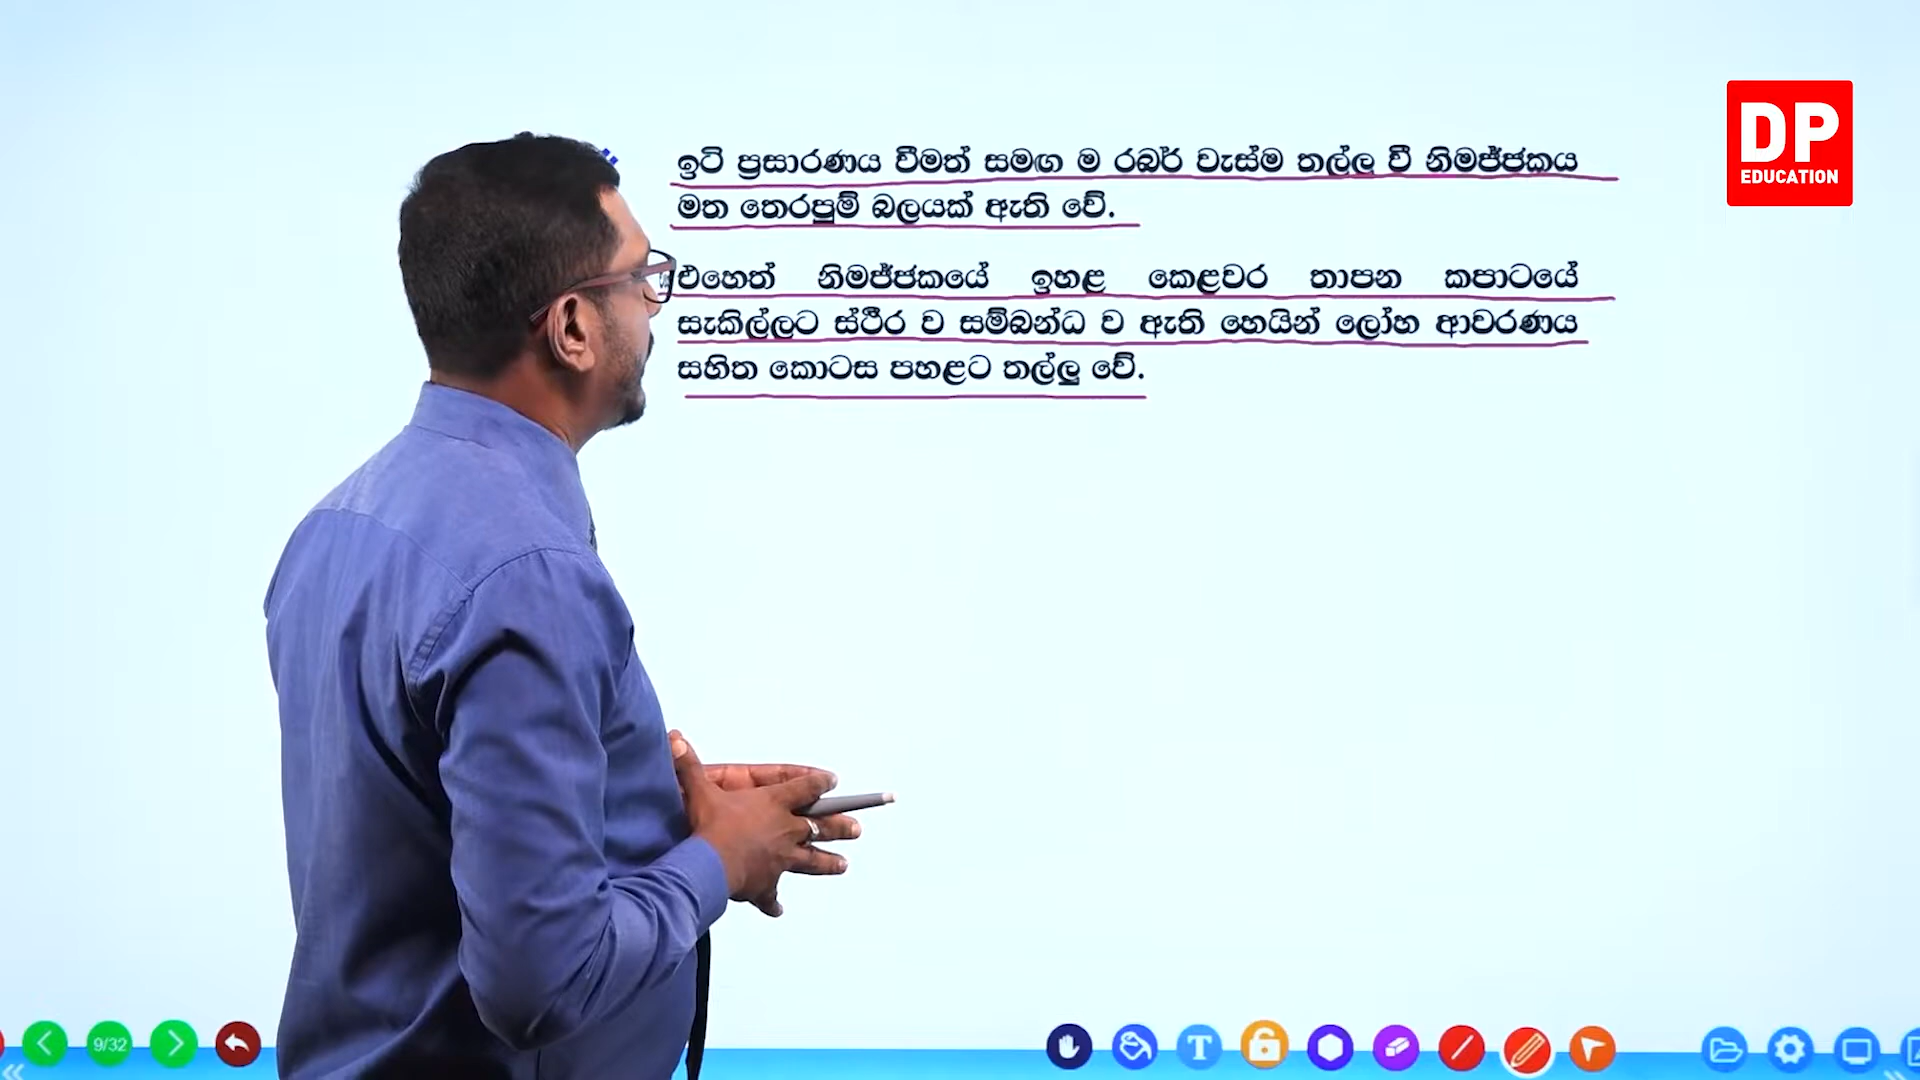 ඉටි ප්‍රසාරණය වීමත් සමඟ ම රබර් වැස්ම තල්ලු වී නිමජ්ජකය
මත තෙරපුම් බලයක් ඇති වේ.
එහෙත් නිමජ්ජකයේ ඉහළ කෙළවර තාපන කපාටයේ
සැකිල්ලට ස්ථීර ව සම්බන්ධ ව ඇති හෙයින් ලෝහ ආවරණය
සහිත කොටස පහළට තල්ලු වේ.
DP
EDUCATION
9/32
T